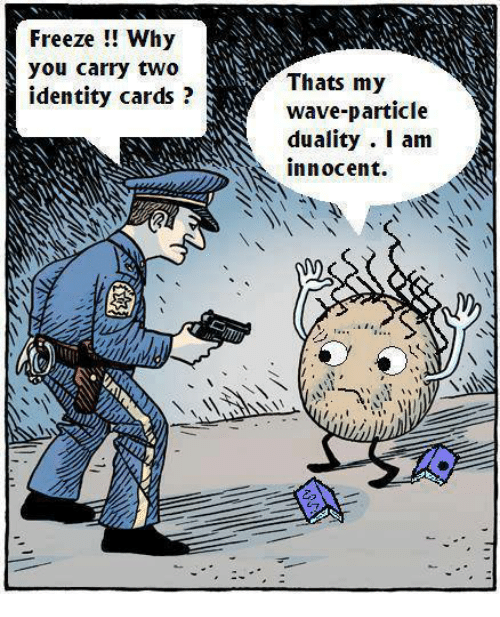 Freeze !! Why
you carry two
identity cards ?
Thats my
wave-particle
duality . I am
innocent.